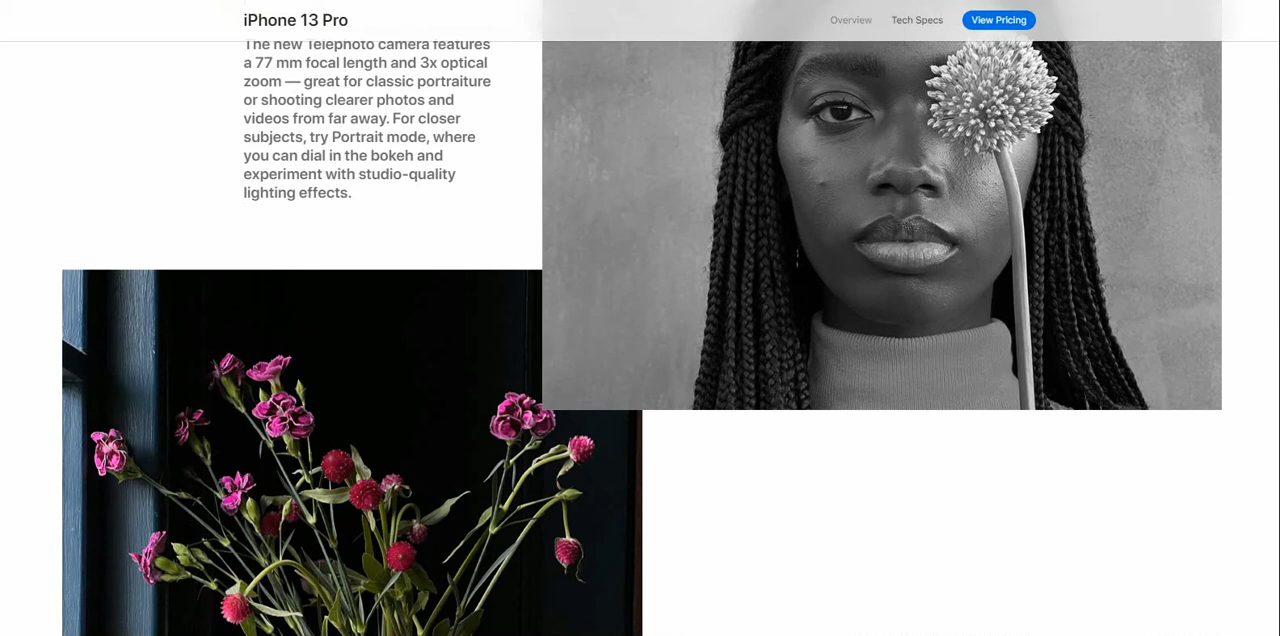 iPhone 13 Pro
Overview
Tech Specs
View Pricing
The new Telephoto camera features
a 77 mm focal length and 3x optical
zoom — great for classic portraiture
or shooting clearer photos and
videos from far away. For closer
subjects, try Portrait mode, where
you can dial in the bokeh and
experiment with studio-quality
lighting effects.